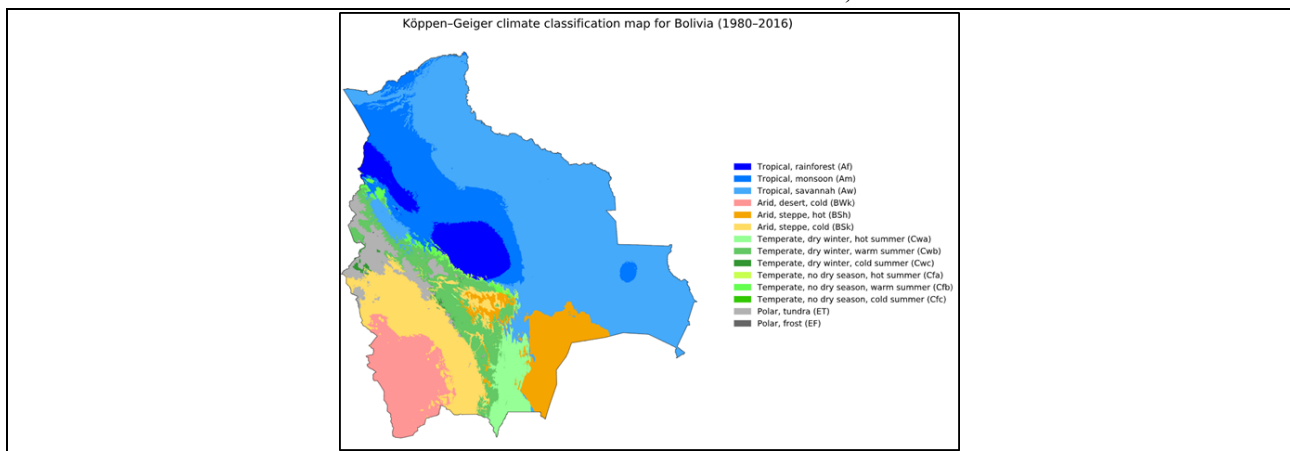 Köppen–Geiger climate classification map for Bolivia (1980–2016)
Tropical, rainforest (Af)
Tropical, monsoon (Am)
Tropical, savannah (Aw)
Arid, desert, cold (BWk)
Arid, steppe, hot (BSh)
Arid, steppe, cold (BSk)
Temperate, dry winter, hot summer (Cwa)
Temperate, dry winter, warm summer (Cwb)
Temperate, dry winter, cold summer (Cwc)
Temperate, no dry season, hot summer (Cfa)
Temperate, no dry season, warm summer (Cfb)
Temperate, no dry season, cold summer (Cfc)
Polar, tundra (ET)
Polar, frost (EF)